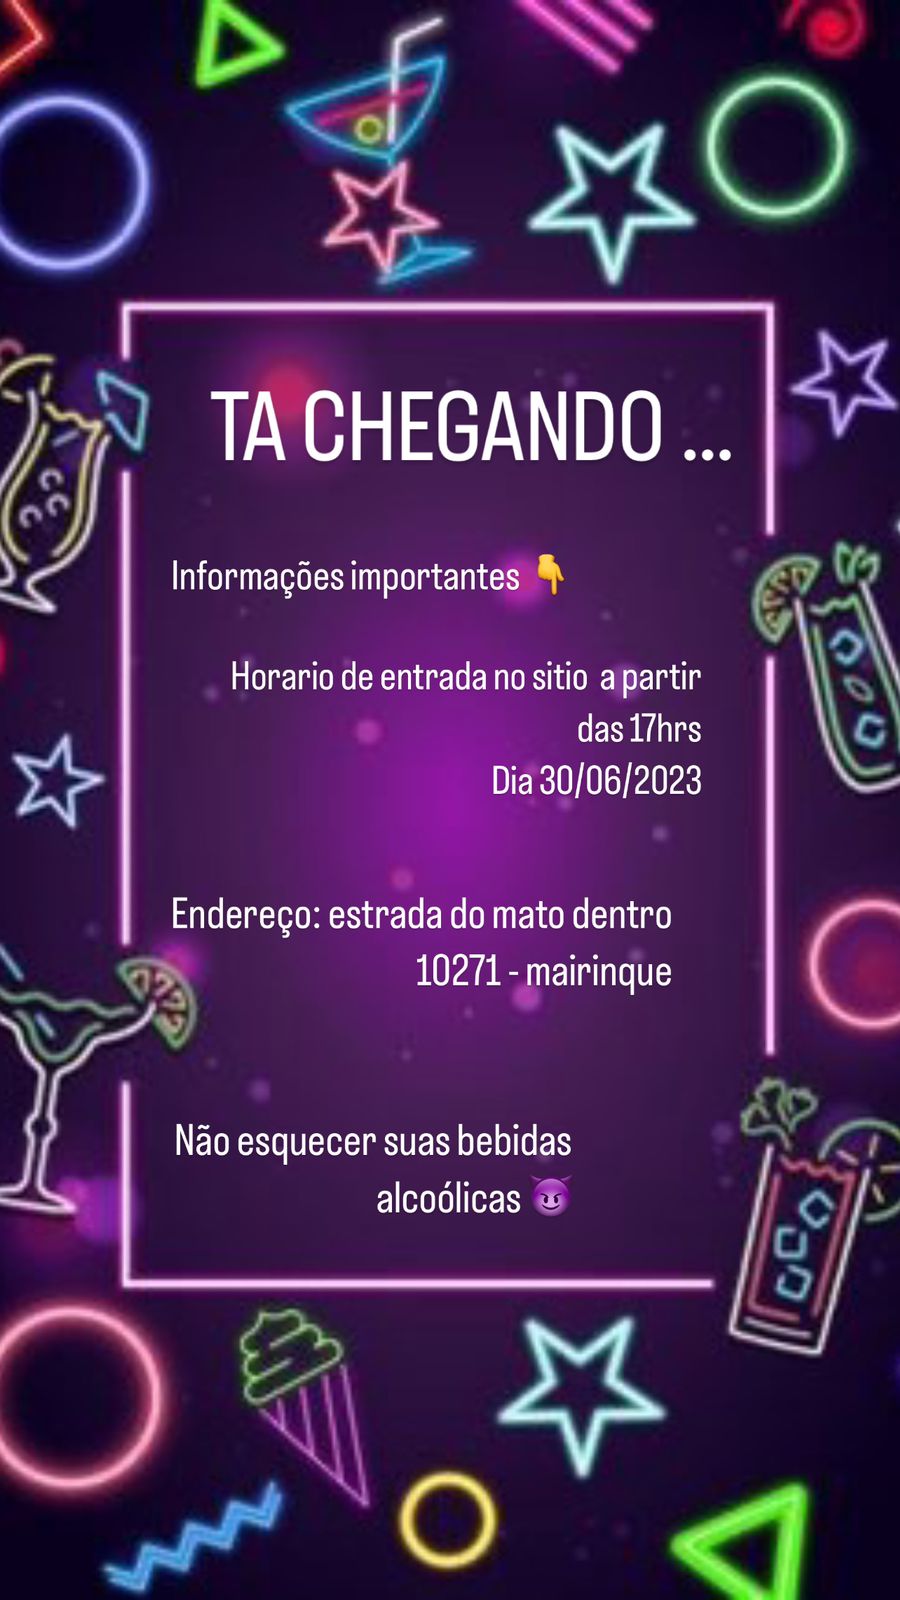 TA CHEGANDO ...
Informações importantes 👇
Horario de entrada no sitio a partir
das 17hrs
Dia 30/06/2023
Endereço: estrada do mato dentro
10271 - mairinque
Não esquecer suas bebidas
alcoólicas 😈